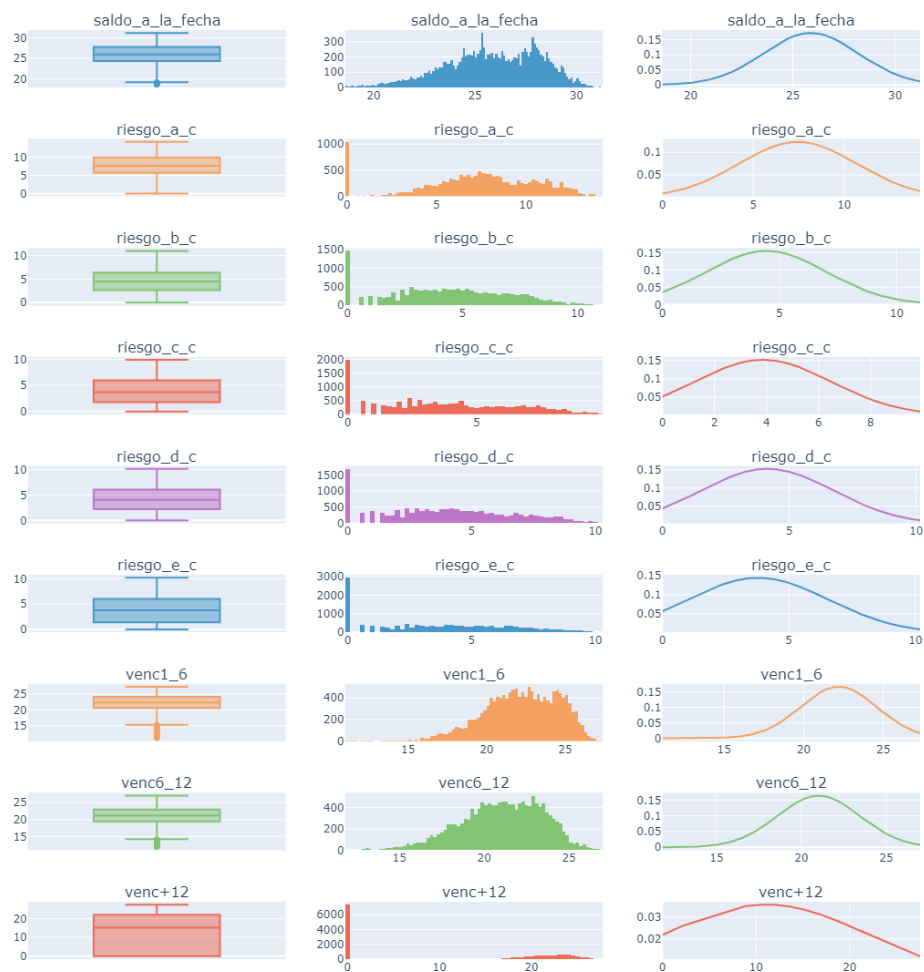 saldo_a_la_fecha saldo_a_la_fecha saldo_a_la_fecha
30 300 0.15
200 0.1
20 100 0.05
0
20 25 30 20 25 30
riesgo_a_c riesgo_a_c riesgo_a_c
10 1000 0.1
5 500 0.05
0 0 0
0 5 10 0 5 10
riesgo_b_c riesgo_b_c riesgo_b_c
10 1500 0.15
1000 0.1
5 500 0.05
0 0 0
0 5 10 0 5 10
riesgo_c_c riesgo_c_c riesgo_c_c
10 2000 0.15
1500 0.1
5 1000
500 0.05
0 0
0 5 0 2 4 6 8
riesgo_d_c riesgo_d_c riesgo_d_c
10 1500 0.15
1000 0.1
5 500 0.05
0 0
0 5 10 0 5 10
riesgo_e_c riesgo_e_c riesgo_e_c
10 3000 0.15
2000 0.1
5 1000 0.05
0 0
0 5 10 0 5 10
venc1_6 venc1_6 venc1_6
25 400 0.15
20 0.1
15 200 0.05
0 0
15 20 25 15 20 25
venc6_12 venc6_12 venc6_12
25 400 0.15
20 200 0.1
15 0.05
0 0
15 20 25 15 20 25
venc+12 venc+12 venc+12
20 6000 0.03
10 4000
2000 0.02
0 0
0 10 20 0 10 20